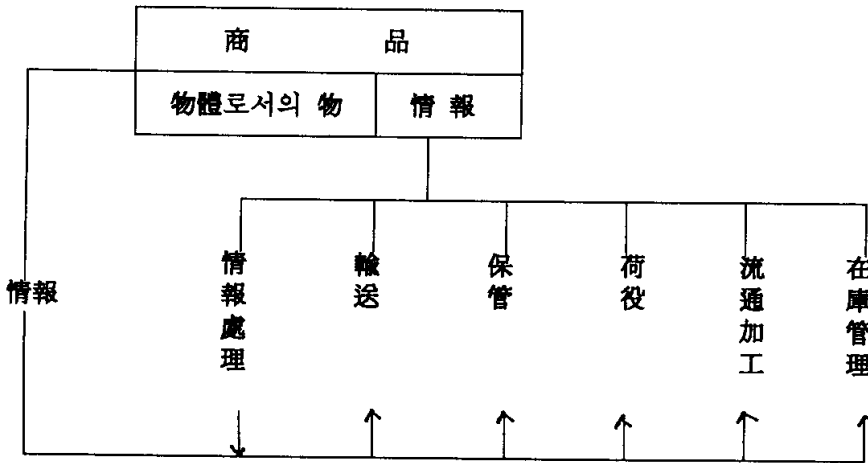 商 品
物體로서의 物
情 報
情報
情報處理
輸送
保管
荷役
流通加工
在庫管理